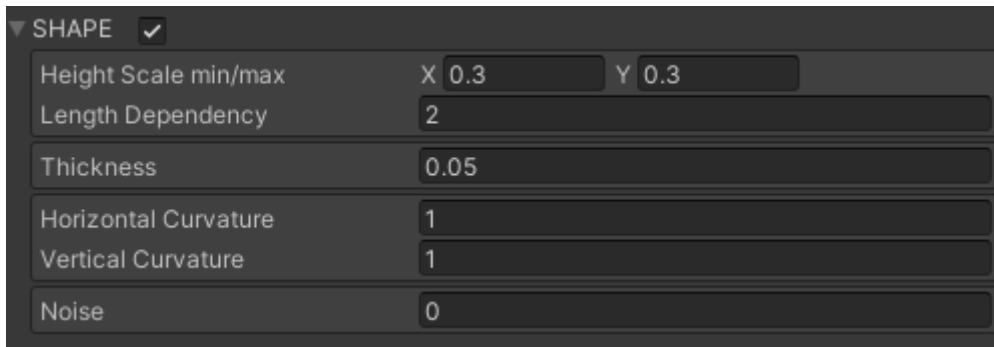 SHAPE
Height Scale min/max X 0.3 Y 0.3
Length Dependency 2
Thickness 0.05
Horizontal Curvature 1
Vertical Curvature 1
Noise 0